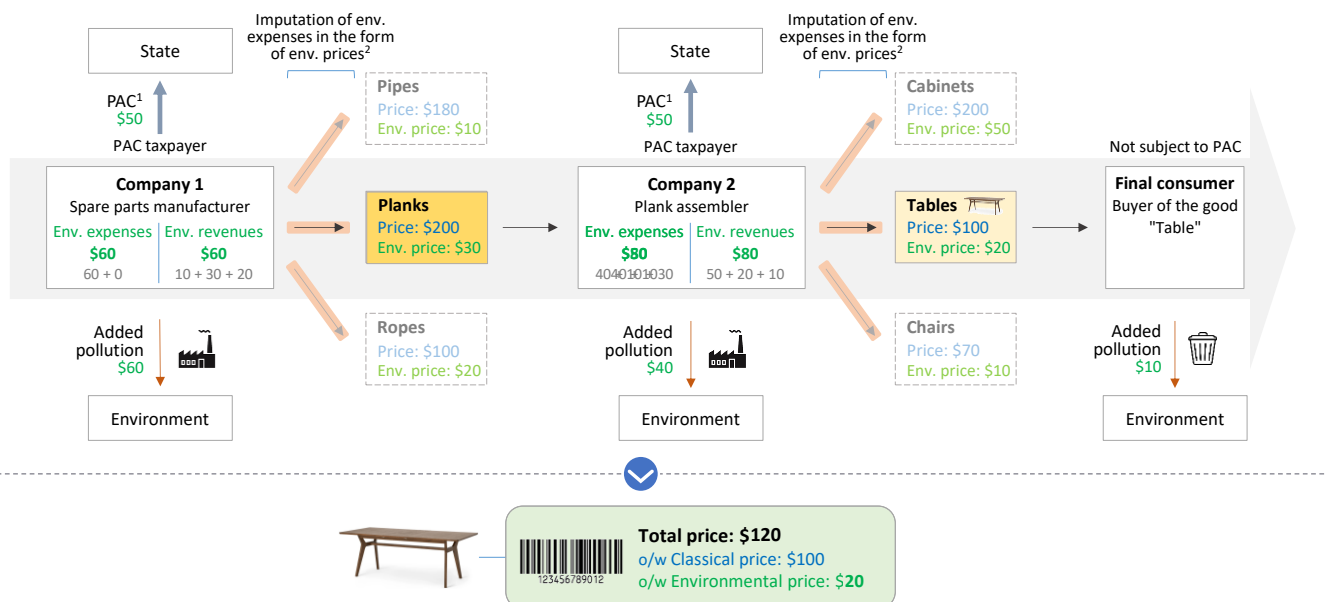 Imputation of env.
expenses in the form
of env. prices²
Imputation of env.
expenses in the form
of env. prices²
State
State
PAC¹
$50
PAC taxpayer
PAC¹
$50
PAC taxpayer
Pipes
Price: $180
Env. price: $10
Cabinets
Price: $200
Env. price: $50
Not subject to PAC
Company 1
Spare parts manufacturer
Env. expenses
$60
60 + 0
Env. revenues
$60
10 + 30 + 20
Planks
Price: $200
Env. price: $30
Company 2
Plank assembler
Env. expenses
Env. revenues
$80
50 + 20 + 10
Tables
Price: $100
Env. price: $20
Final consumer
Buyer of the good
"Table"
Ropes
Price: $100
Env. price: $20
Chairs
Price: $70
Env. price: $10
Added
pollution
$60
Added
pollution
$40
Added
pollution
$10
Environment
Environment
Environment
Total price: $120
o/w Classical price: $100
o/w Environmental price: $20
123456789012